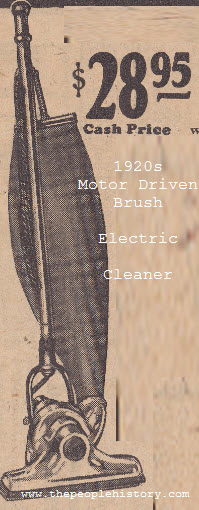 $28 95
Cash Price w
1920s
Motor Driven
Brush
Electric
Cleaner
www.thepeoplehistory.com